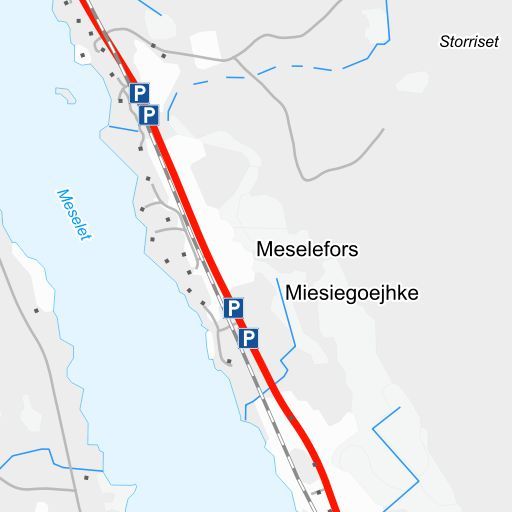 Storriset
P
P
Meselet
Meselefors
Miesiegoejhke
P
P